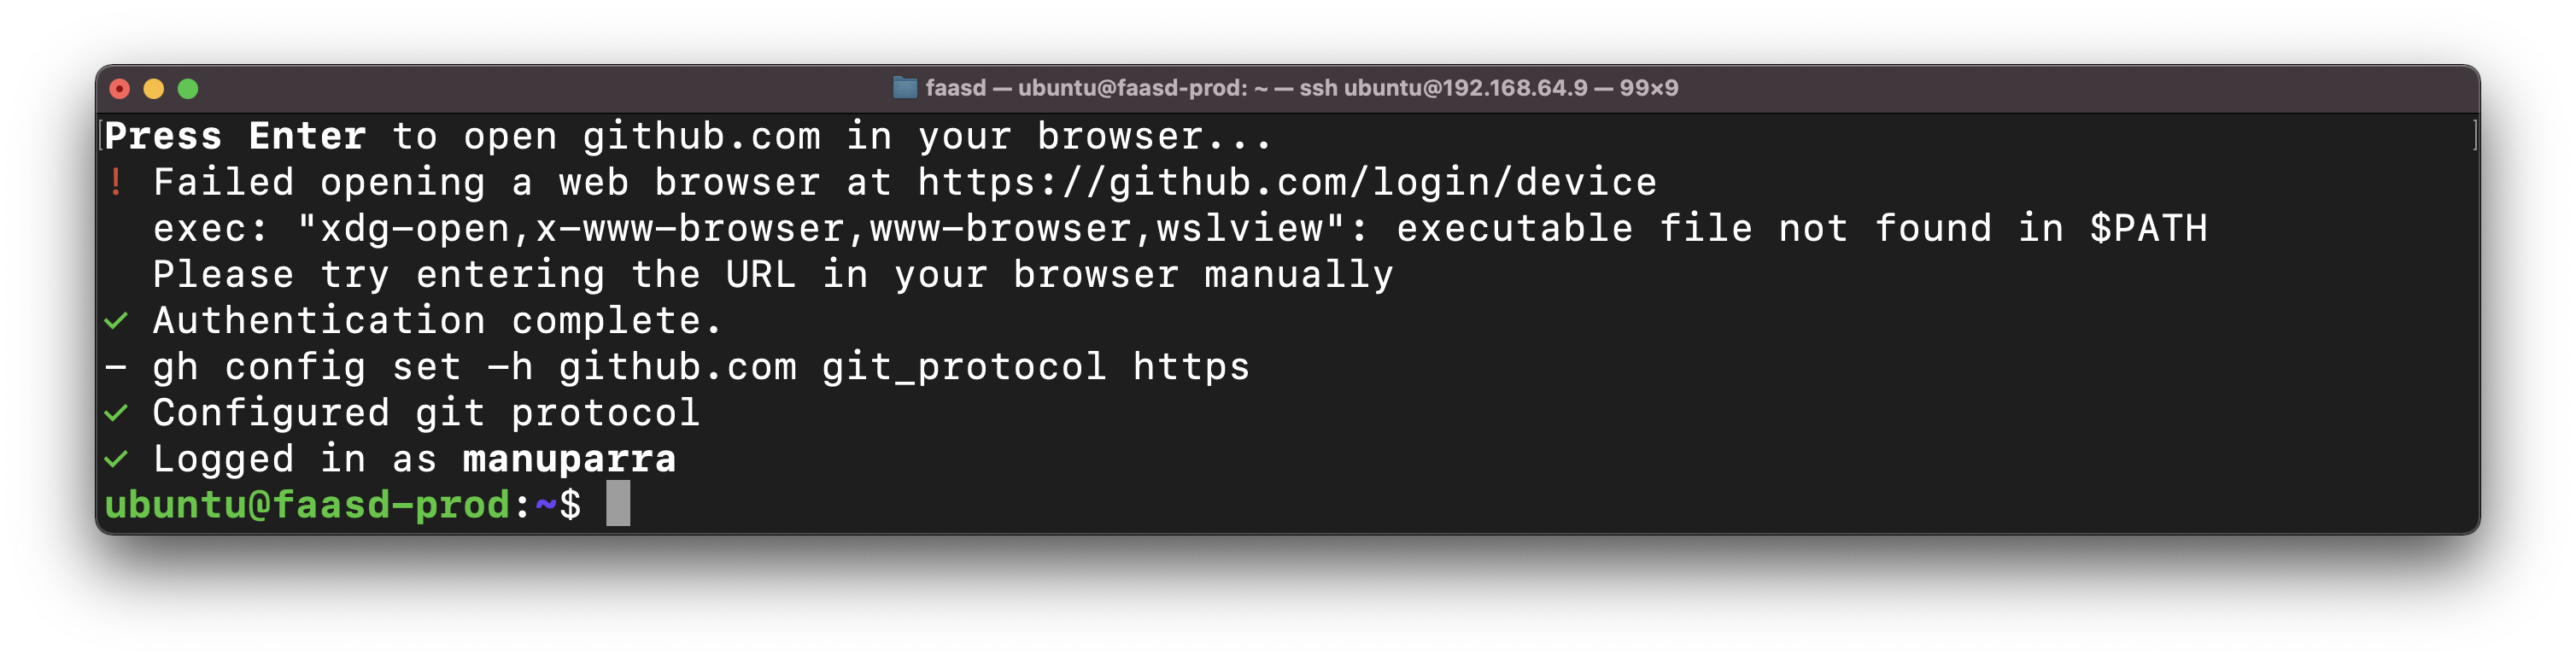 faasd — ubuntu@faasd-prod: ~ — ssh ubuntu@192.168.64.9 — 99×9
[Press Enter to open github.com in your browser... ]
! Failed opening a web browser at https://github.com/login/device
exec: "xdg-open,x-www-browser,www-browser,wslview": executable file not found in $PATH
Please try entering the URL in your browser manually
✓ Authentication complete.
- gh config set -h github.com git_protocol https
✓ Configured git protocol
✓ Logged in as manuparra
ubuntu@faasd-prod:~$